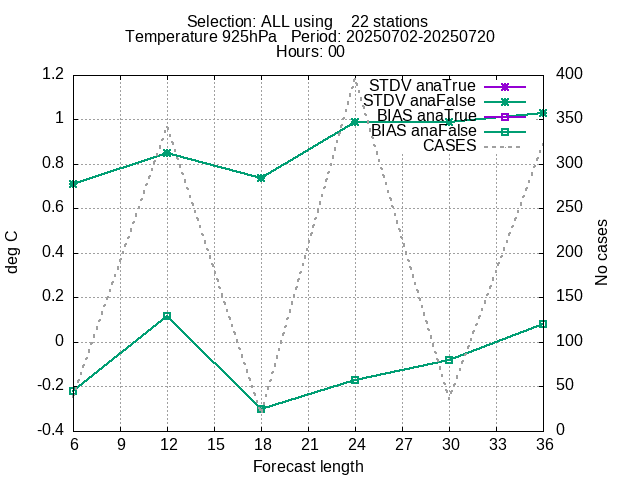 Selection: ALL using    22 stations
Temperature 925hPa   Period: 20250702-20250720
Hours: 00
1.2
1
0.8
0.6
0.4
0.2
0
-0.2
-0.4
deg C
STDV anaTrue
STDV anaFalse
BIAS anaTrue
BIAS anaFalse
CASES
400
350
300
250
200
150
100
50
0
No cases
6 9 12 15 18 21 24 27 30 33 36
Forecast length